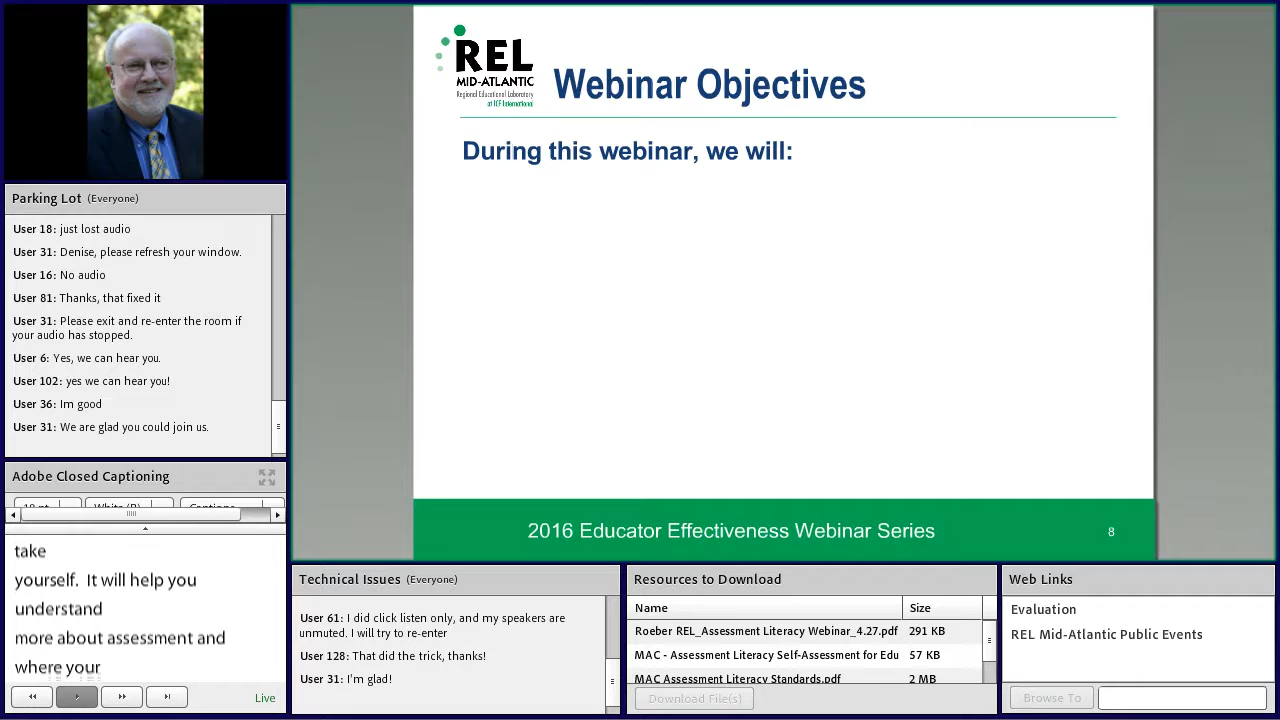 REL
MID-ATLANTIC
Regional Educational Laboratory
at ICF International
Webinar Objectives
During this webinar, we will:
2016 Educator Effectiveness Webinar Series
8
Parking Lot (Everyone)
User 18: just lost audio
User 31: Denise, please refresh your window.
User 16: No audio
User 81: Thanks, that fixed it
User 31: Please exit and re-enter the room if
your audio has stopped.
User 6: Yes, we can hear you.
User 102: yes we can hear you!
User 36: Im good
User 31: We are glad you could join us.
Adobe Closed Captioning
take
yourself. It will help you
understand
more about assessment and
where your
Live
Technical Issues (Everyone)
User 61: I did click listen only, and my speakers are
unmuted. I will try to re-enter
User 128: That did the trick, thanks!
User 31: I'm glad!
Resources to Download
Name Size
Roeber REL_Assessment Literacy Webinar_4.27.pdf 291 KB
MAC - Assessment Literacy Self-Assessment for Edu 57 KB
MAC Assessment Literacy Standards.pdf 2 MB
Download File(s)
Web Links
Evaluation
REL Mid-Atlantic Public Events
Browse To